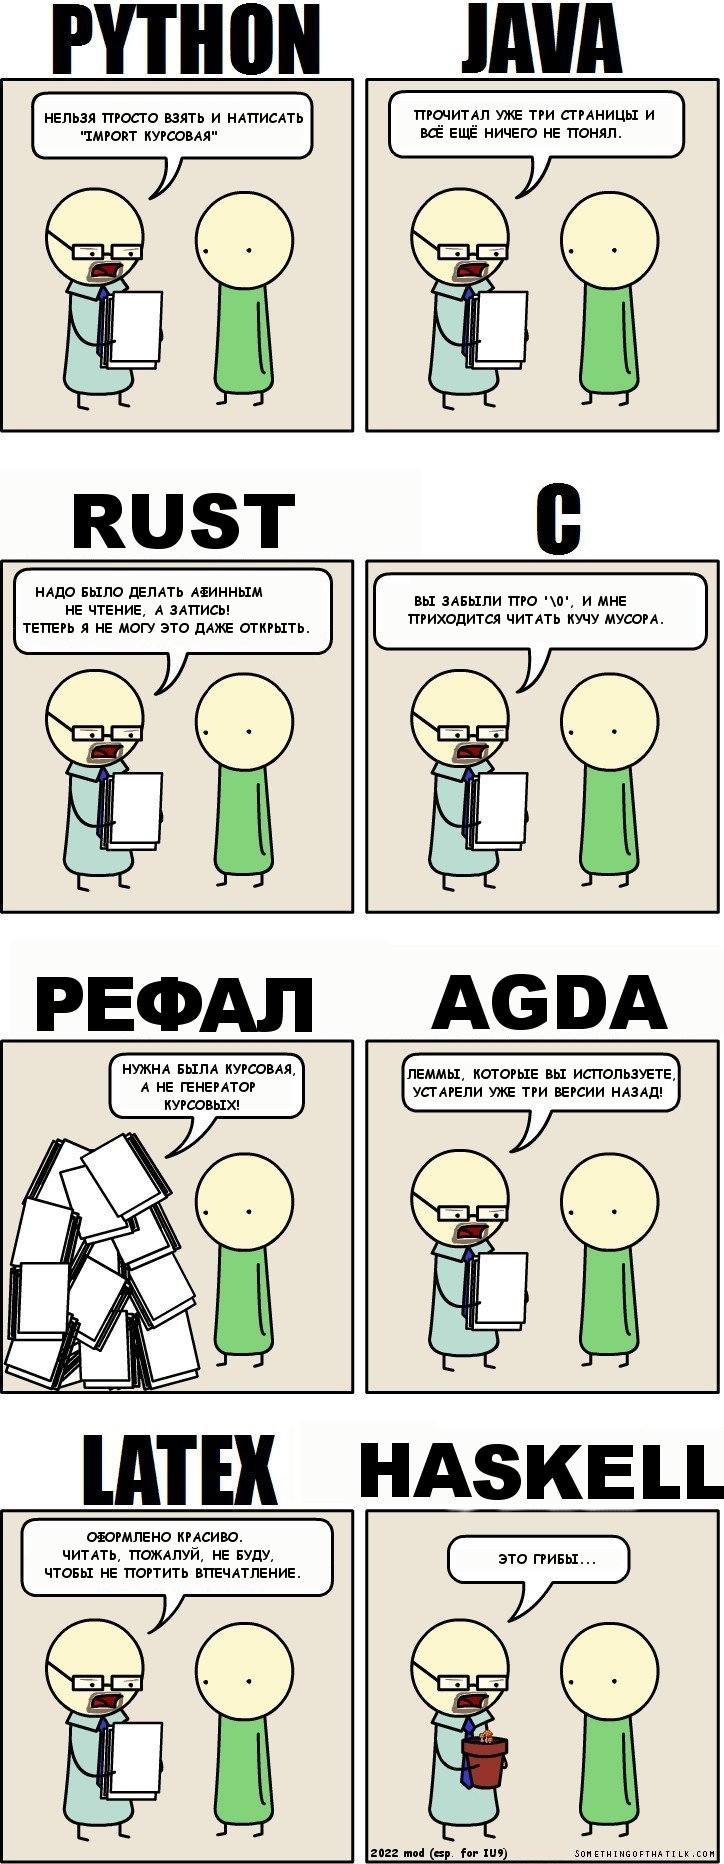 PYTHON
JAVA
НЕЛЬЗЯ ПРОСТО ВЗЯТЬ И НАПИСАТЬ
"IMPORT КУРСОВАЯ"
ПРОЧИТАЛ УЖЕ ТРИ СТРАНИЦЫ И
ВСЁ ЕЩЁ НИЧЕГО НЕ ПОНЯЛ.
RUST
C
НАДО БЫЛО ДЕЛАТЬ АФИННЫМ
НЕ ЧТЕНИЕ, А ЗАПИСЬ!
ТЕПЕРЬ Я НЕ МОГУ ЭТО ДАЖЕ ОТКРЫТЬ.
ВЫ ЗАБЫЛИ ПРО '\0', И МНЕ
ПРИХОДИТСЯ ЧИТАТЬ КУЧУ МУСОРА.
РЕФАЛ
AGDA
НУЖНА БЫЛА КУРСОВАЯ,
А НЕ ГЕНЕРАТОР
КУРСОВЫХ!
ЛЕММЫ, КОТОРЫЕ ВЫ ИСПОЛЬЗУЕТЕ,
УСТАРЕЛИ УЖЕ ТРИ ВЕРСИИ НАЗАД!
LATEX
HASKELL
ОФОРМЛЕНО КРАСИВО.
ЧИТАТЬ, ПОЖАЛУЙ, НЕ БУДУ,
ЧТОБЫ НЕ ПОРТИТЬ ВПЕЧАТЛЕНИЕ.
ЭТО ГРИБЫ...
2022 mod (esp. for IU9)
SOMETHINGOFTHATILK.COM